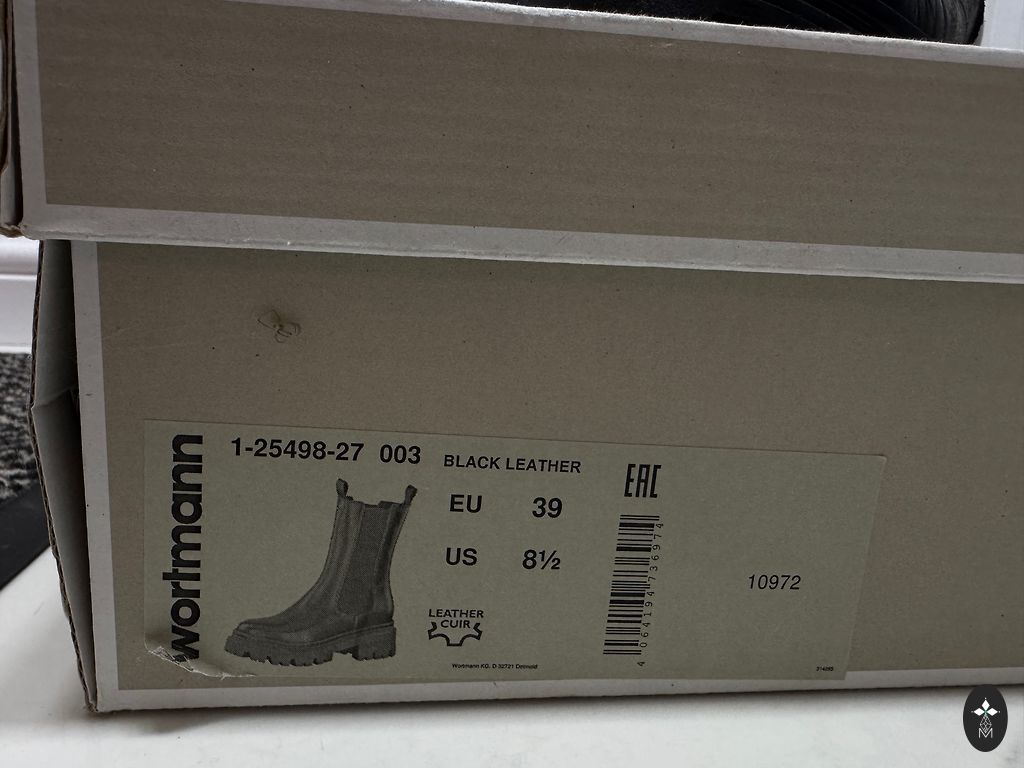 wortmann
1-25498-27 003 BLACK LEATHER
EU 39
US 8½
LEATHER
CUIR
Wortmann KG. D 32721 Detmold
EAC
4 064194 736974
10972